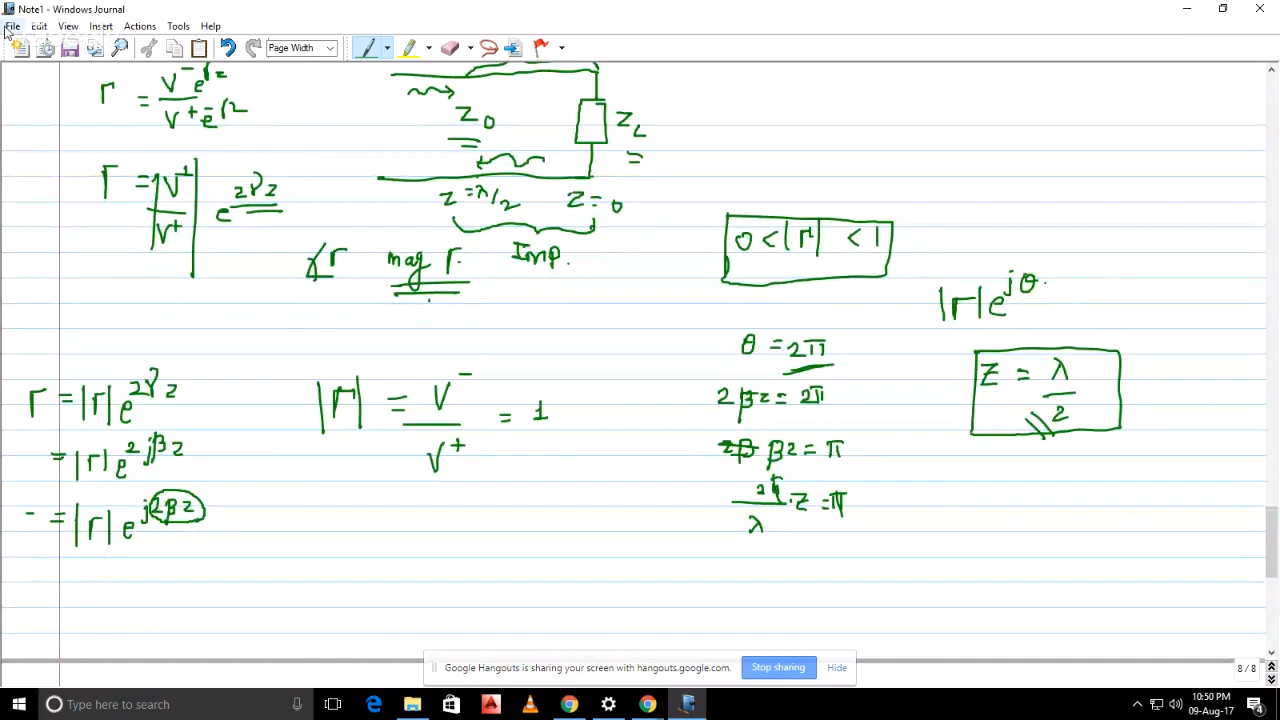 Note1 - Windows Journal
File Edit View Insert Actions Tools Help
Page Width
Γ = V⁻e^γz / V⁺e^-γz
Z0
ZL
Γ = |V⁻/V⁺| e^2γz
z = λ/2 z = 0
∠Γ mag Γ. Imp.
0 < |Γ| < 1
|Γ| e^jθ
θ = 2π
2βz = 2π
βz = π
2π/λ . z = π
z = λ/2
Γ = |Γ| e^2γz
= |Γ| e^2jβz
= |Γ| e^j2βz
|Γ| = V⁻/V⁺ = 1
Google Hangouts is sharing your screen with hangouts.google.com. Stop sharing Hide
8 / 8
Type here to search
10:50 PM
09-Aug-17